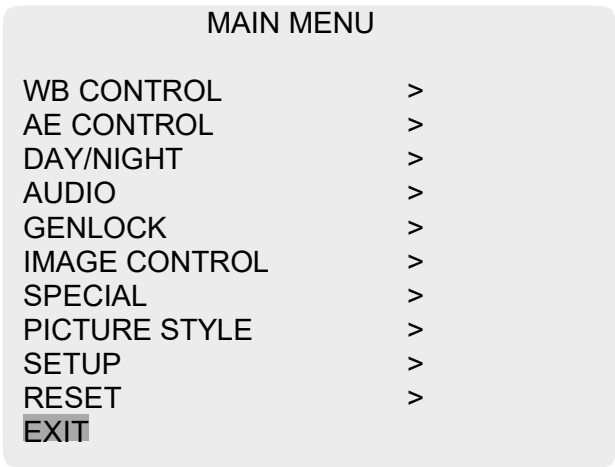 MAIN MENU
WB CONTROL >
AE CONTROL >
DAY/NIGHT >
AUDIO >
GENLOCK >
IMAGE CONTROL >
SPECIAL >
PICTURE STYLE >
SETUP >
RESET >
EXIT